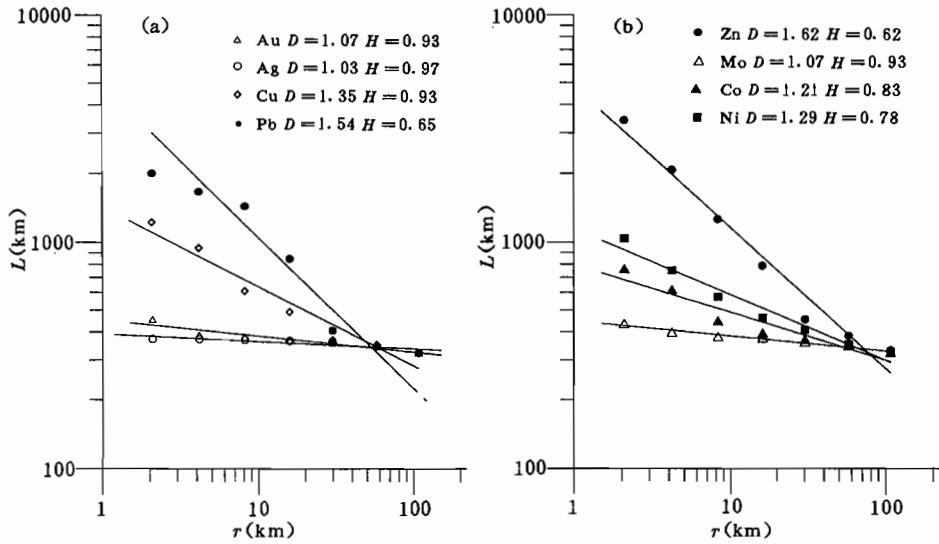 10000
(a)
△ Au D=1.07 H=0.93
○ Ag D=1.03 H=0.97
◇ Cu D=1.35 H=0.93
● Pb D=1.54 H=0.65
1000
L(km)
100
1
10
100
r(km)
10000
(b)
● Zn D=1.62 H=0.62
△ Mo D=1.07 H=0.93
▲ Co D=1.21 H=0.83
■ Ni D=1.29 H=0.78
1000
L(km)
100
1
10
100
r(km)